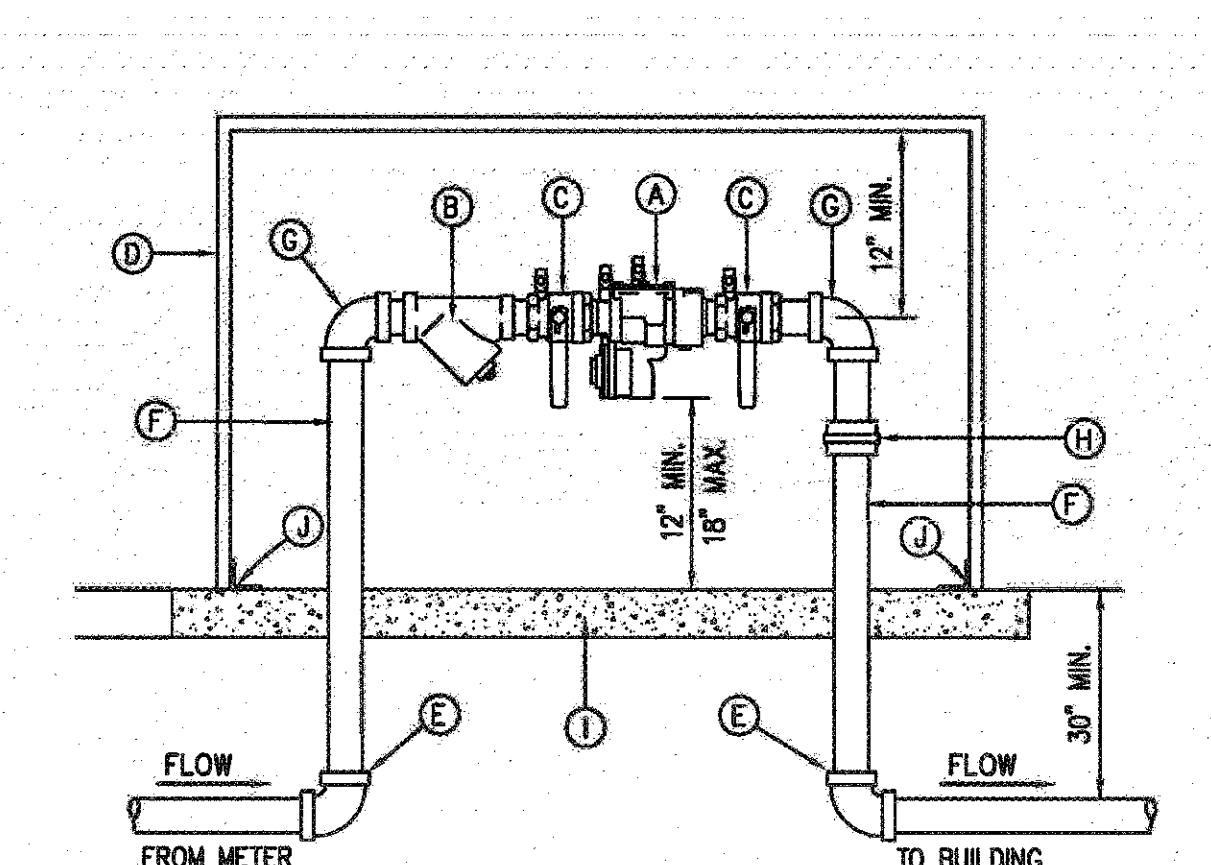 12" MIN.
B
C
A
C
G
G
D
F
H
12" MIN.
18" MAX.
F
J
J
E
I
E
30" MIN.
FLOW
FLOW
FROM METER
TO BUILDING